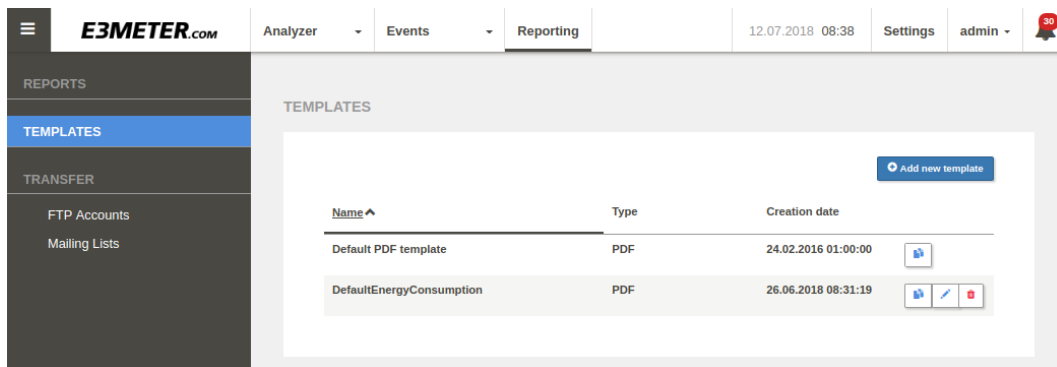 E3METER.COM
Analyzer
Events
Reporting
12.07.2018 08:38
Settings
admin
30
REPORTS
TEMPLATES
TRANSFER
FTP Accounts
Mailing Lists
TEMPLATES
Add new template
Name Type Creation date
Default PDF template PDF 24.02.2016 01:00:00
DefaultEnergyConsumption PDF 26.06.2018 08:31:19